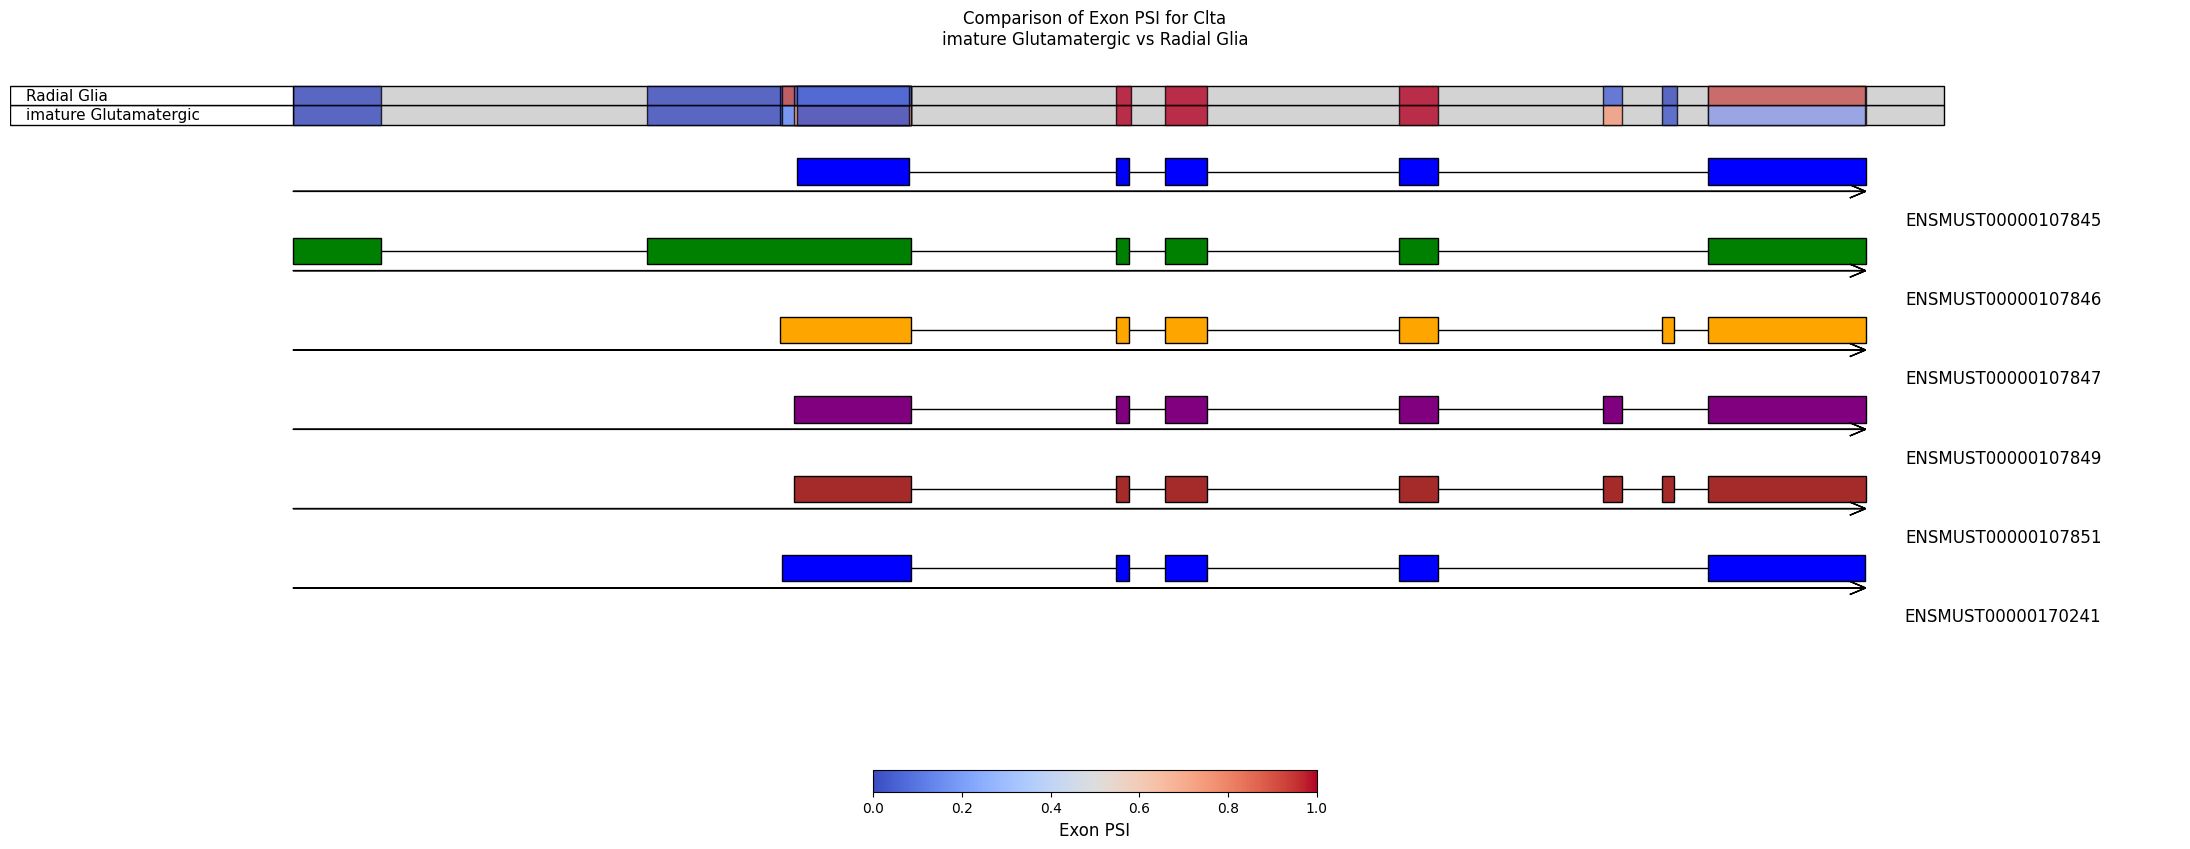 Comparison of Exon PSI for Clta
imature Glutamatergic vs Radial Glia
Radial Glia
imature Glutamatergic
ENSMUST00000107845
ENSMUST00000107846
ENSMUST00000107847
ENSMUST00000107849
ENSMUST00000107851
ENSMUST00000170241
0.0 0.2 0.4 0.6 0.8 1.0
Exon PSI